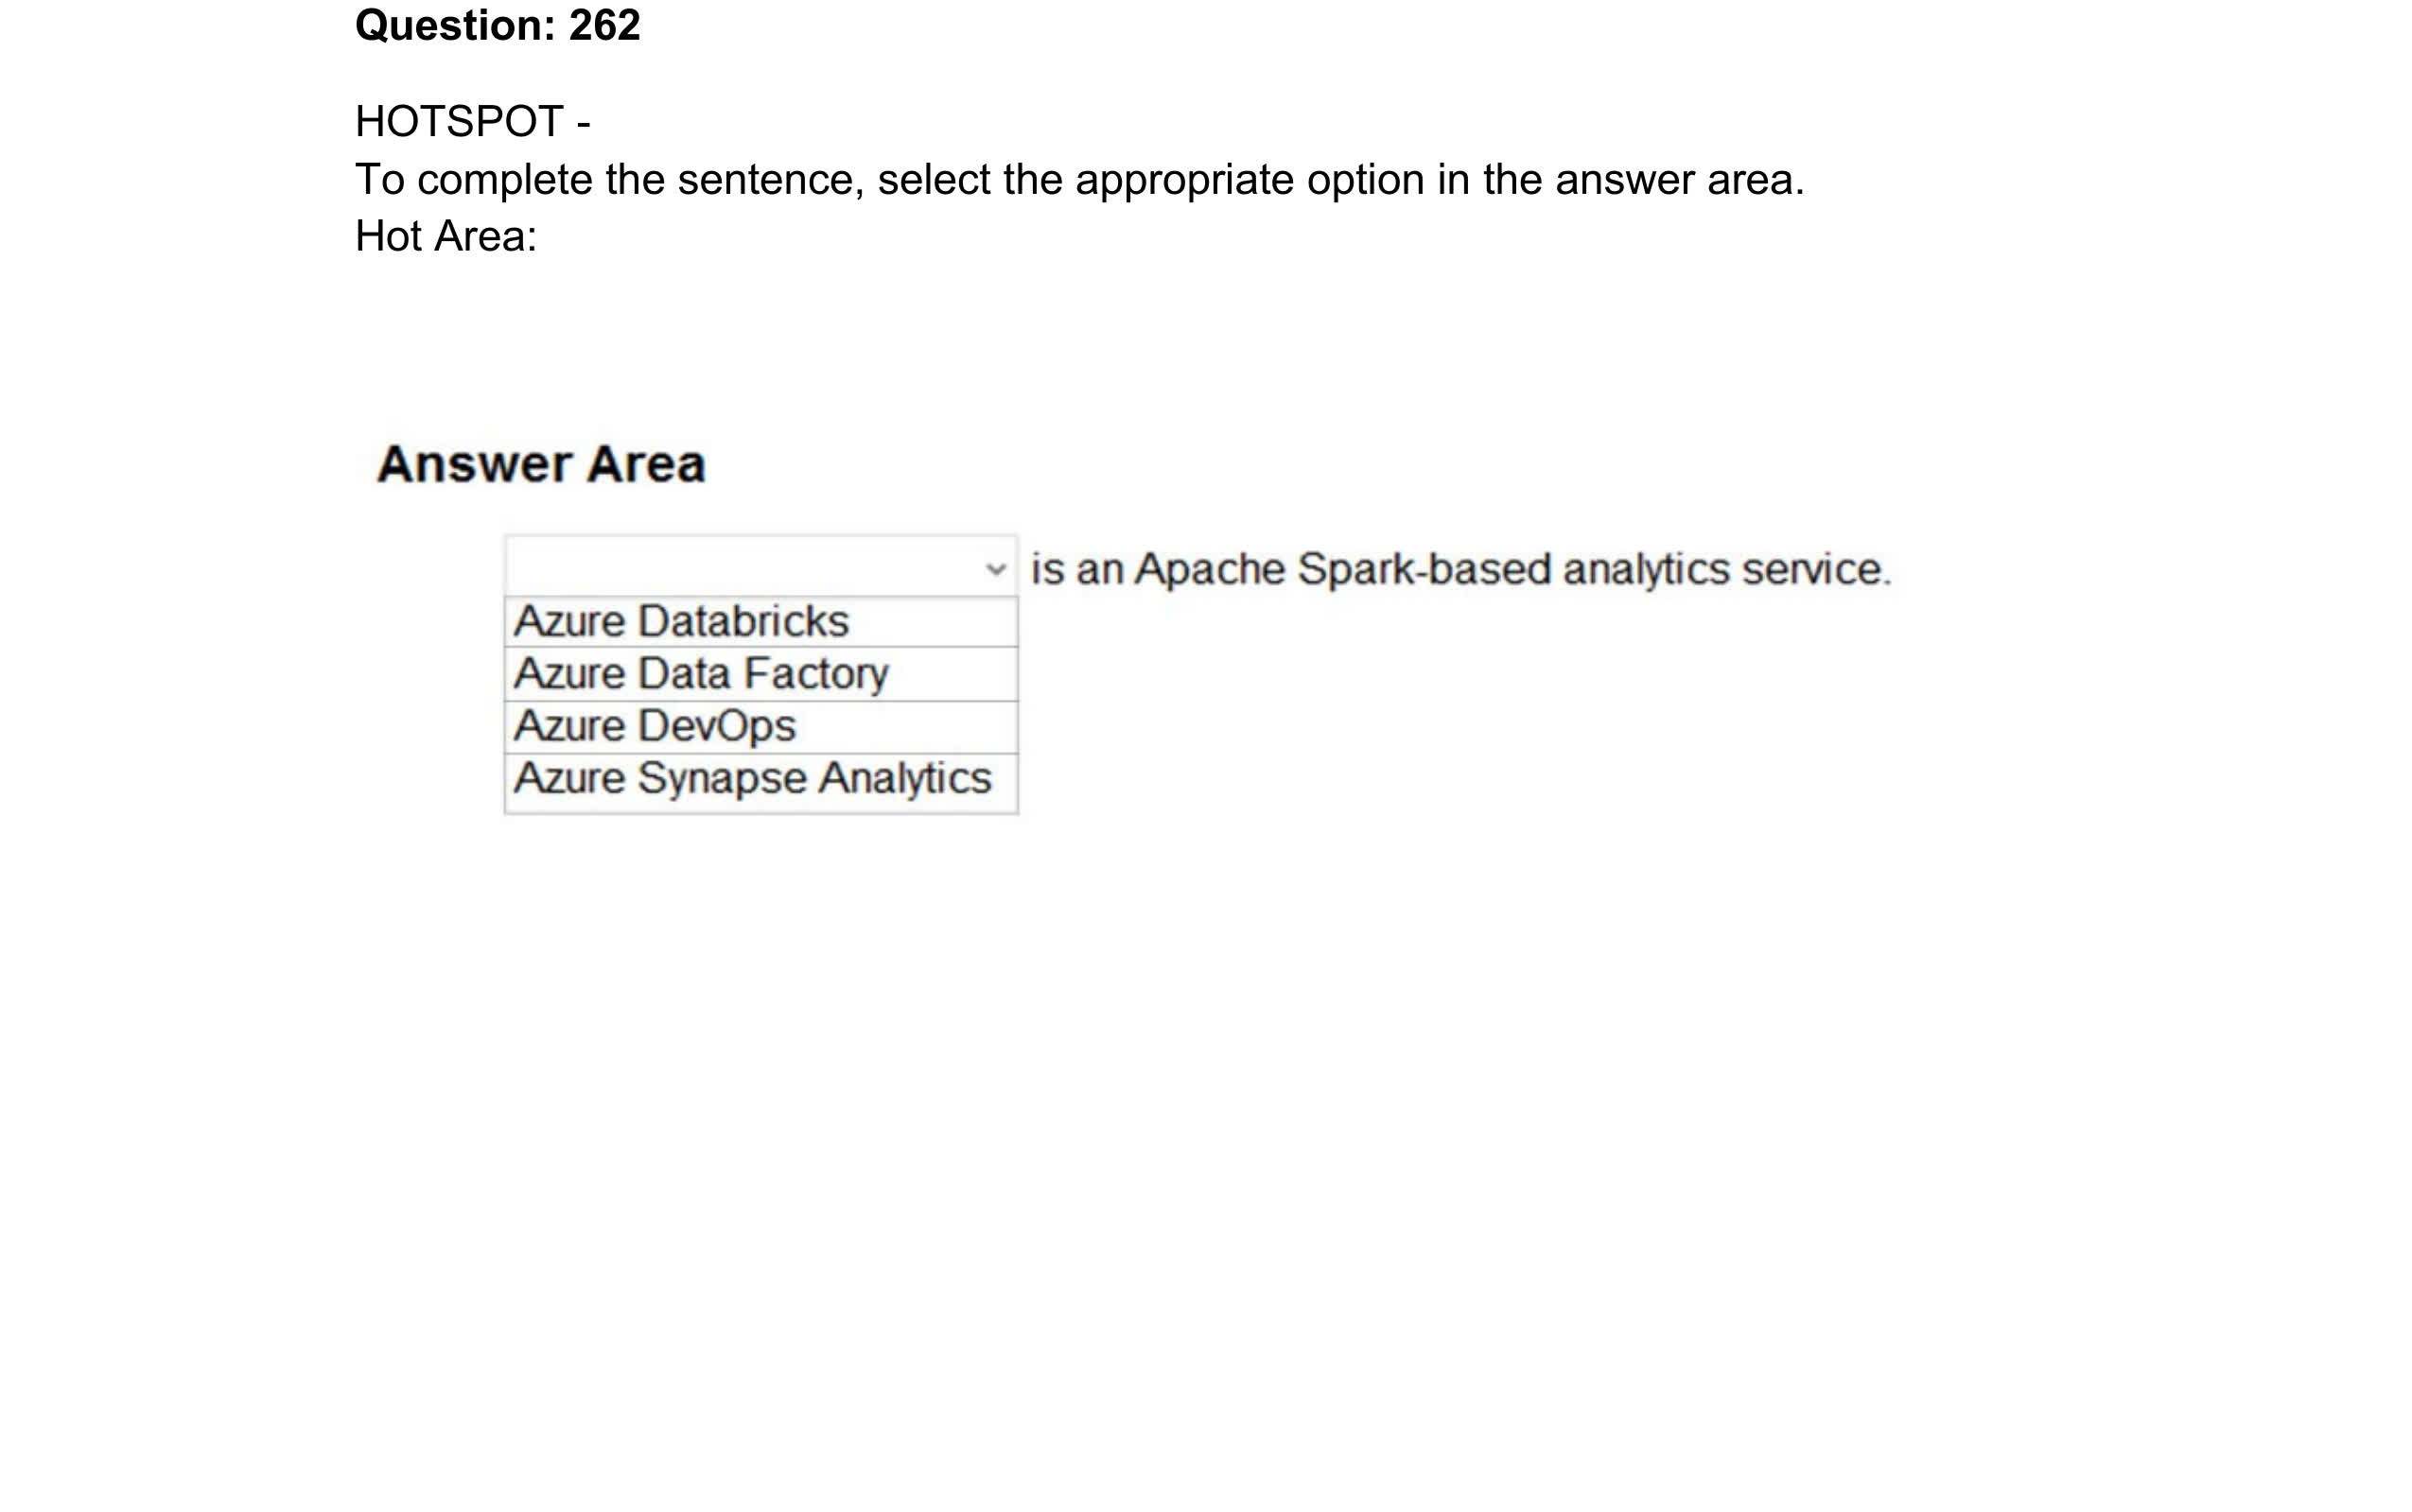 Question: 262
HOTSPOT -
To complete the sentence, select the appropriate option in the answer area.
Hot Area:
Answer Area
is an Apache Spark-based analytics service.
Azure Databricks
Azure Data Factory
Azure DevOps
Azure Synapse Analytics